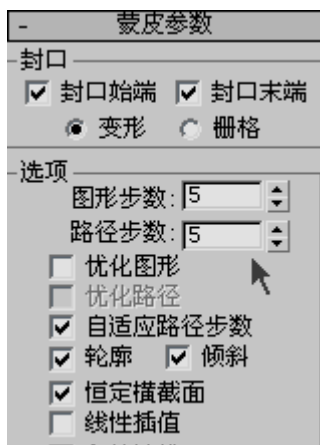 - 蒙皮参数
封口
封口始端 封口末端
变形 栅格
选项
图形步数: 5
路径步数: 5
优化图形
优化路径
自适应路径步数
轮廓 倾斜
恒定横截面
线性插值